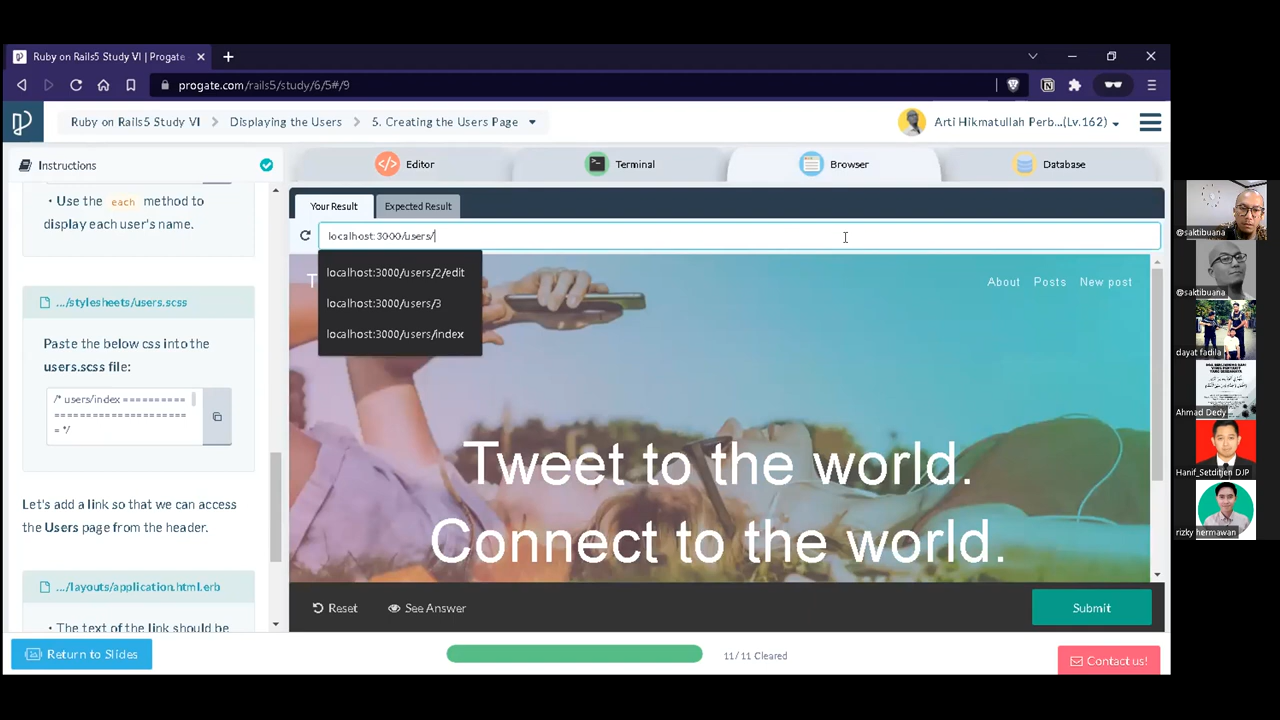 Ruby on Rails5 Study VI | Progate
progate.com/rails5/study/6/5#/9
Ruby on Rails5 Study VI
Displaying the Users
5. Creating the Users Page
Arti Hikmatullah Perb...(Lv.162)
Instructions
Editor
Terminal
Browser
Database
• Use the each method to
display each user's name.
.../stylesheets/users.scss
Paste the below css into the
users.scss file:
/* users/index ==========
======================
= */
Let's add a link so that we can access
the Users page from the header.
.../layouts/application.html.erb
• The text of the link should be
Your Result
Expected Result
localhost:3000/users/
localhost:3000/users/2/edit
localhost:3000/users/3
localhost:3000/users/index
T
About
Posts
New post
Tweet to the world.
Connect to the world.
Reset
See Answer
Submit
Return to Slides
11/11 Cleared
Contact us!
@saktibuana
@saktibuana
dayat fadila
Ahmad Dedy
Hanif_Setditjen DJP
rizky hermawan